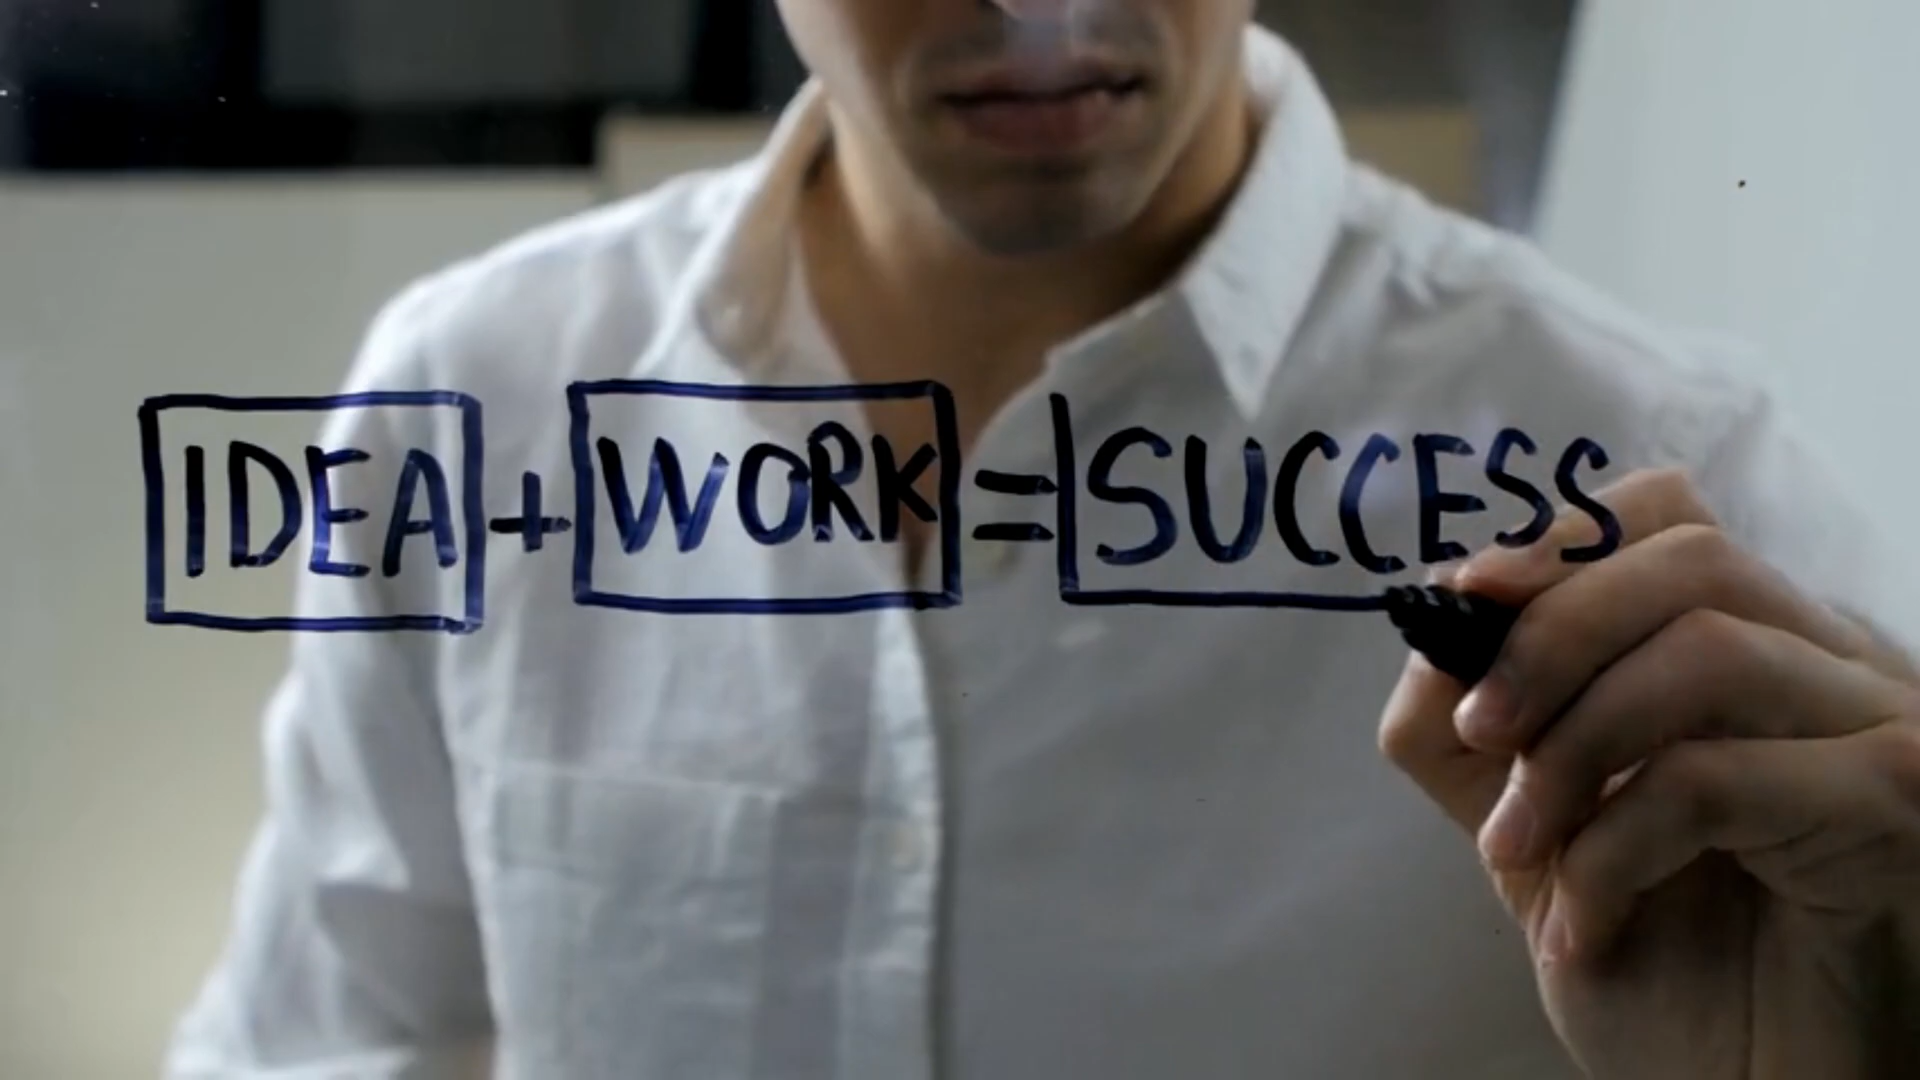 IDEA + WORK = SUCCESS